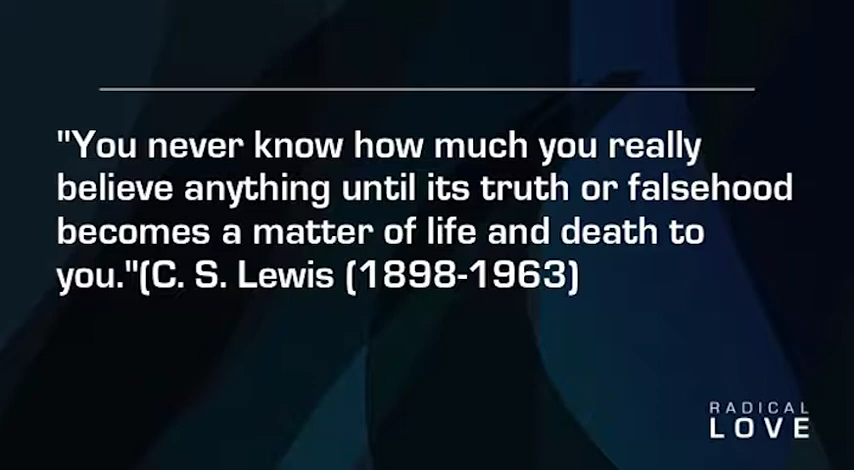 "You never know how much you really
believe anything until its truth or falsehood
becomes a matter of life and death to
you."(C. S. Lewis (1898-1963)
RADICAL
LOVE